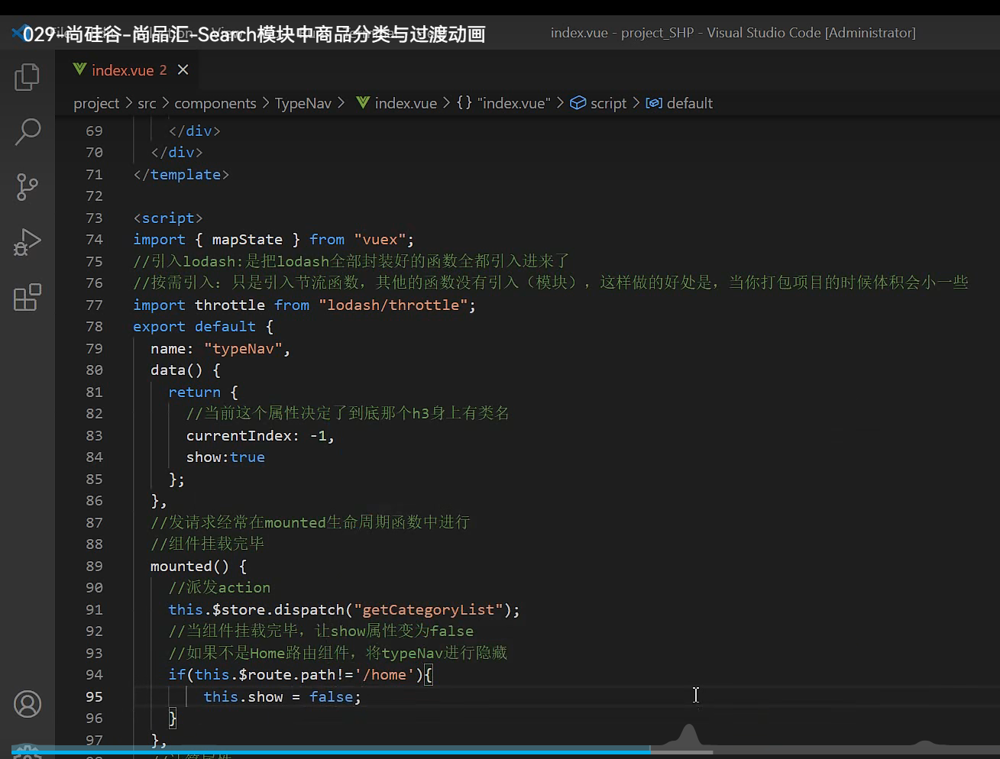 029-尚硅谷-尚品汇-Search模块中商品分类与过渡动画
index.vue - project_SHP - Visual Studio Code [Administrator]
index.vue 2
project > src > components > TypeNav > index.vue > {} "index.vue" > script > default
69 </div>
70 </div>
71 </template>
72
73 <script>
74 import { mapState } from "vuex";
75 //引入lodash:是把lodash全部封装好的函数全都引入进来了
76 //按需引入：只是引入节流函数，其他的函数没有引入（模块），这样做的好处是，当你打包项目的时候体积会小一些
77 import throttle from "lodash/throttle";
78 export default {
79 name: "typeNav",
80 data() {
81 return {
82 //当前这个属性决定了到底那个h3身上有类名
83 currentIndex: -1,
84 show:true
85 };
86 },
87 //发请求经常在mounted生命周期函数中进行
88 //组件挂载完毕
89 mounted() {
90 //派发action
91 this.$store.dispatch("getCategoryList");
92 //当组件挂载完毕，让show属性变为false
93 //如果不是Home路由组件，将typeNav进行隐藏
94 if(this.$route.path!='/home'){
95 this.show = false;
96 }
97 },